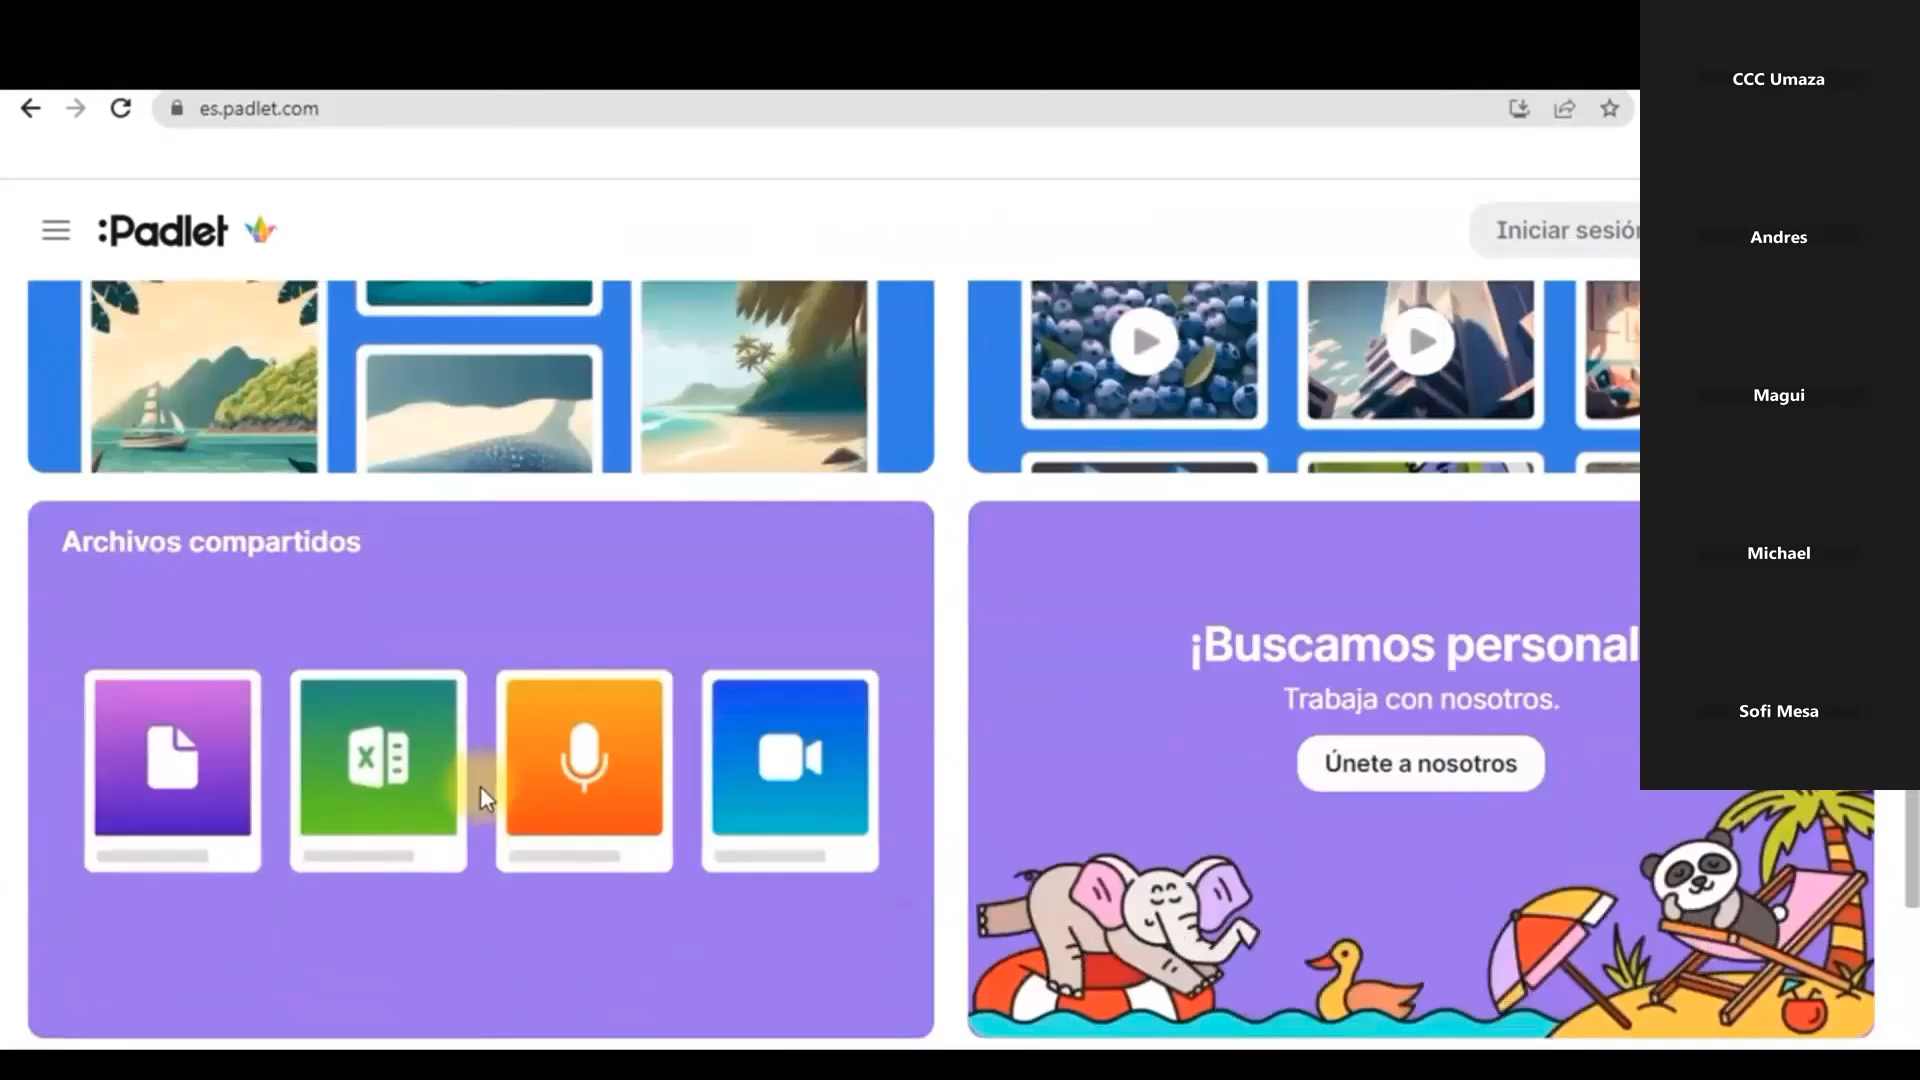 es.padlet.com
:Padlet
Iniciar sesión
Archivos compartidos
X
¡Buscamos personal
Trabaja con nosotros.
Únete a nosotros
CCC Umaza
Andres
Magui
Michael
Sofi Mesa